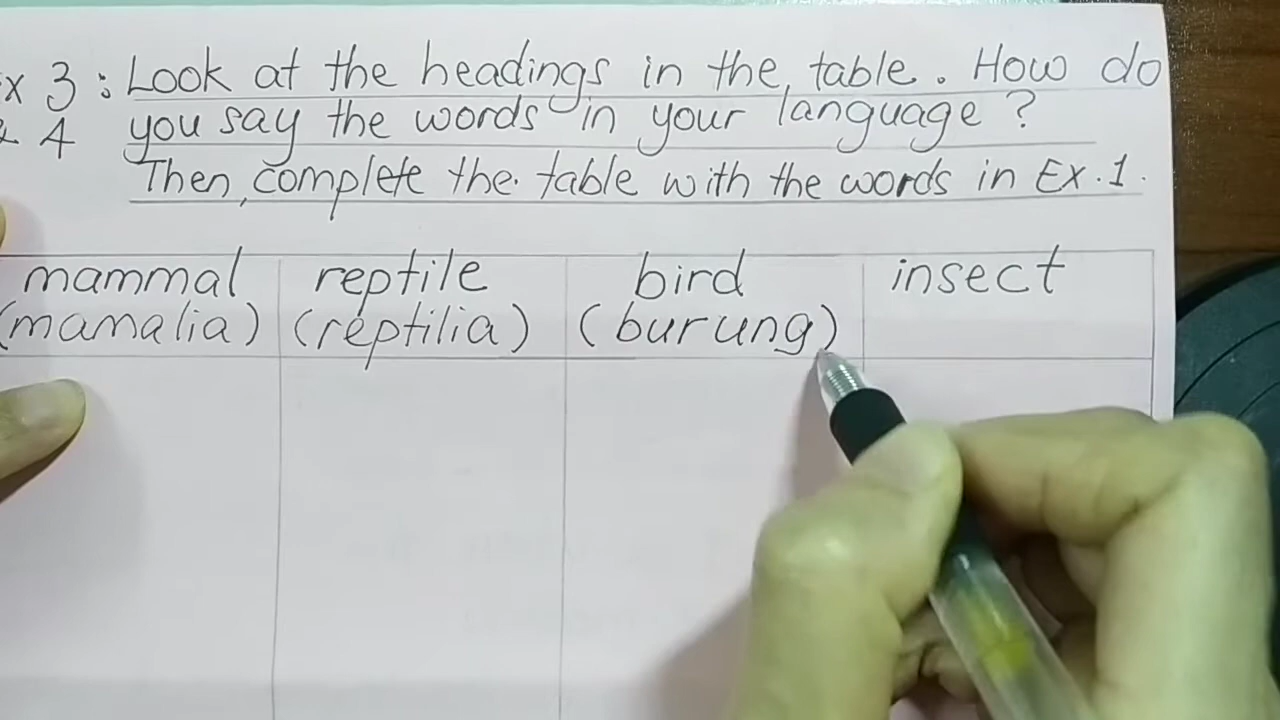 x 3 : Look at the headings in the table. How do
& 4 you say the words in your language?
Then, complete the table with the words in Ex. 1.
mammal reptile bird insect
(mamalia) (reptilia) (burung)